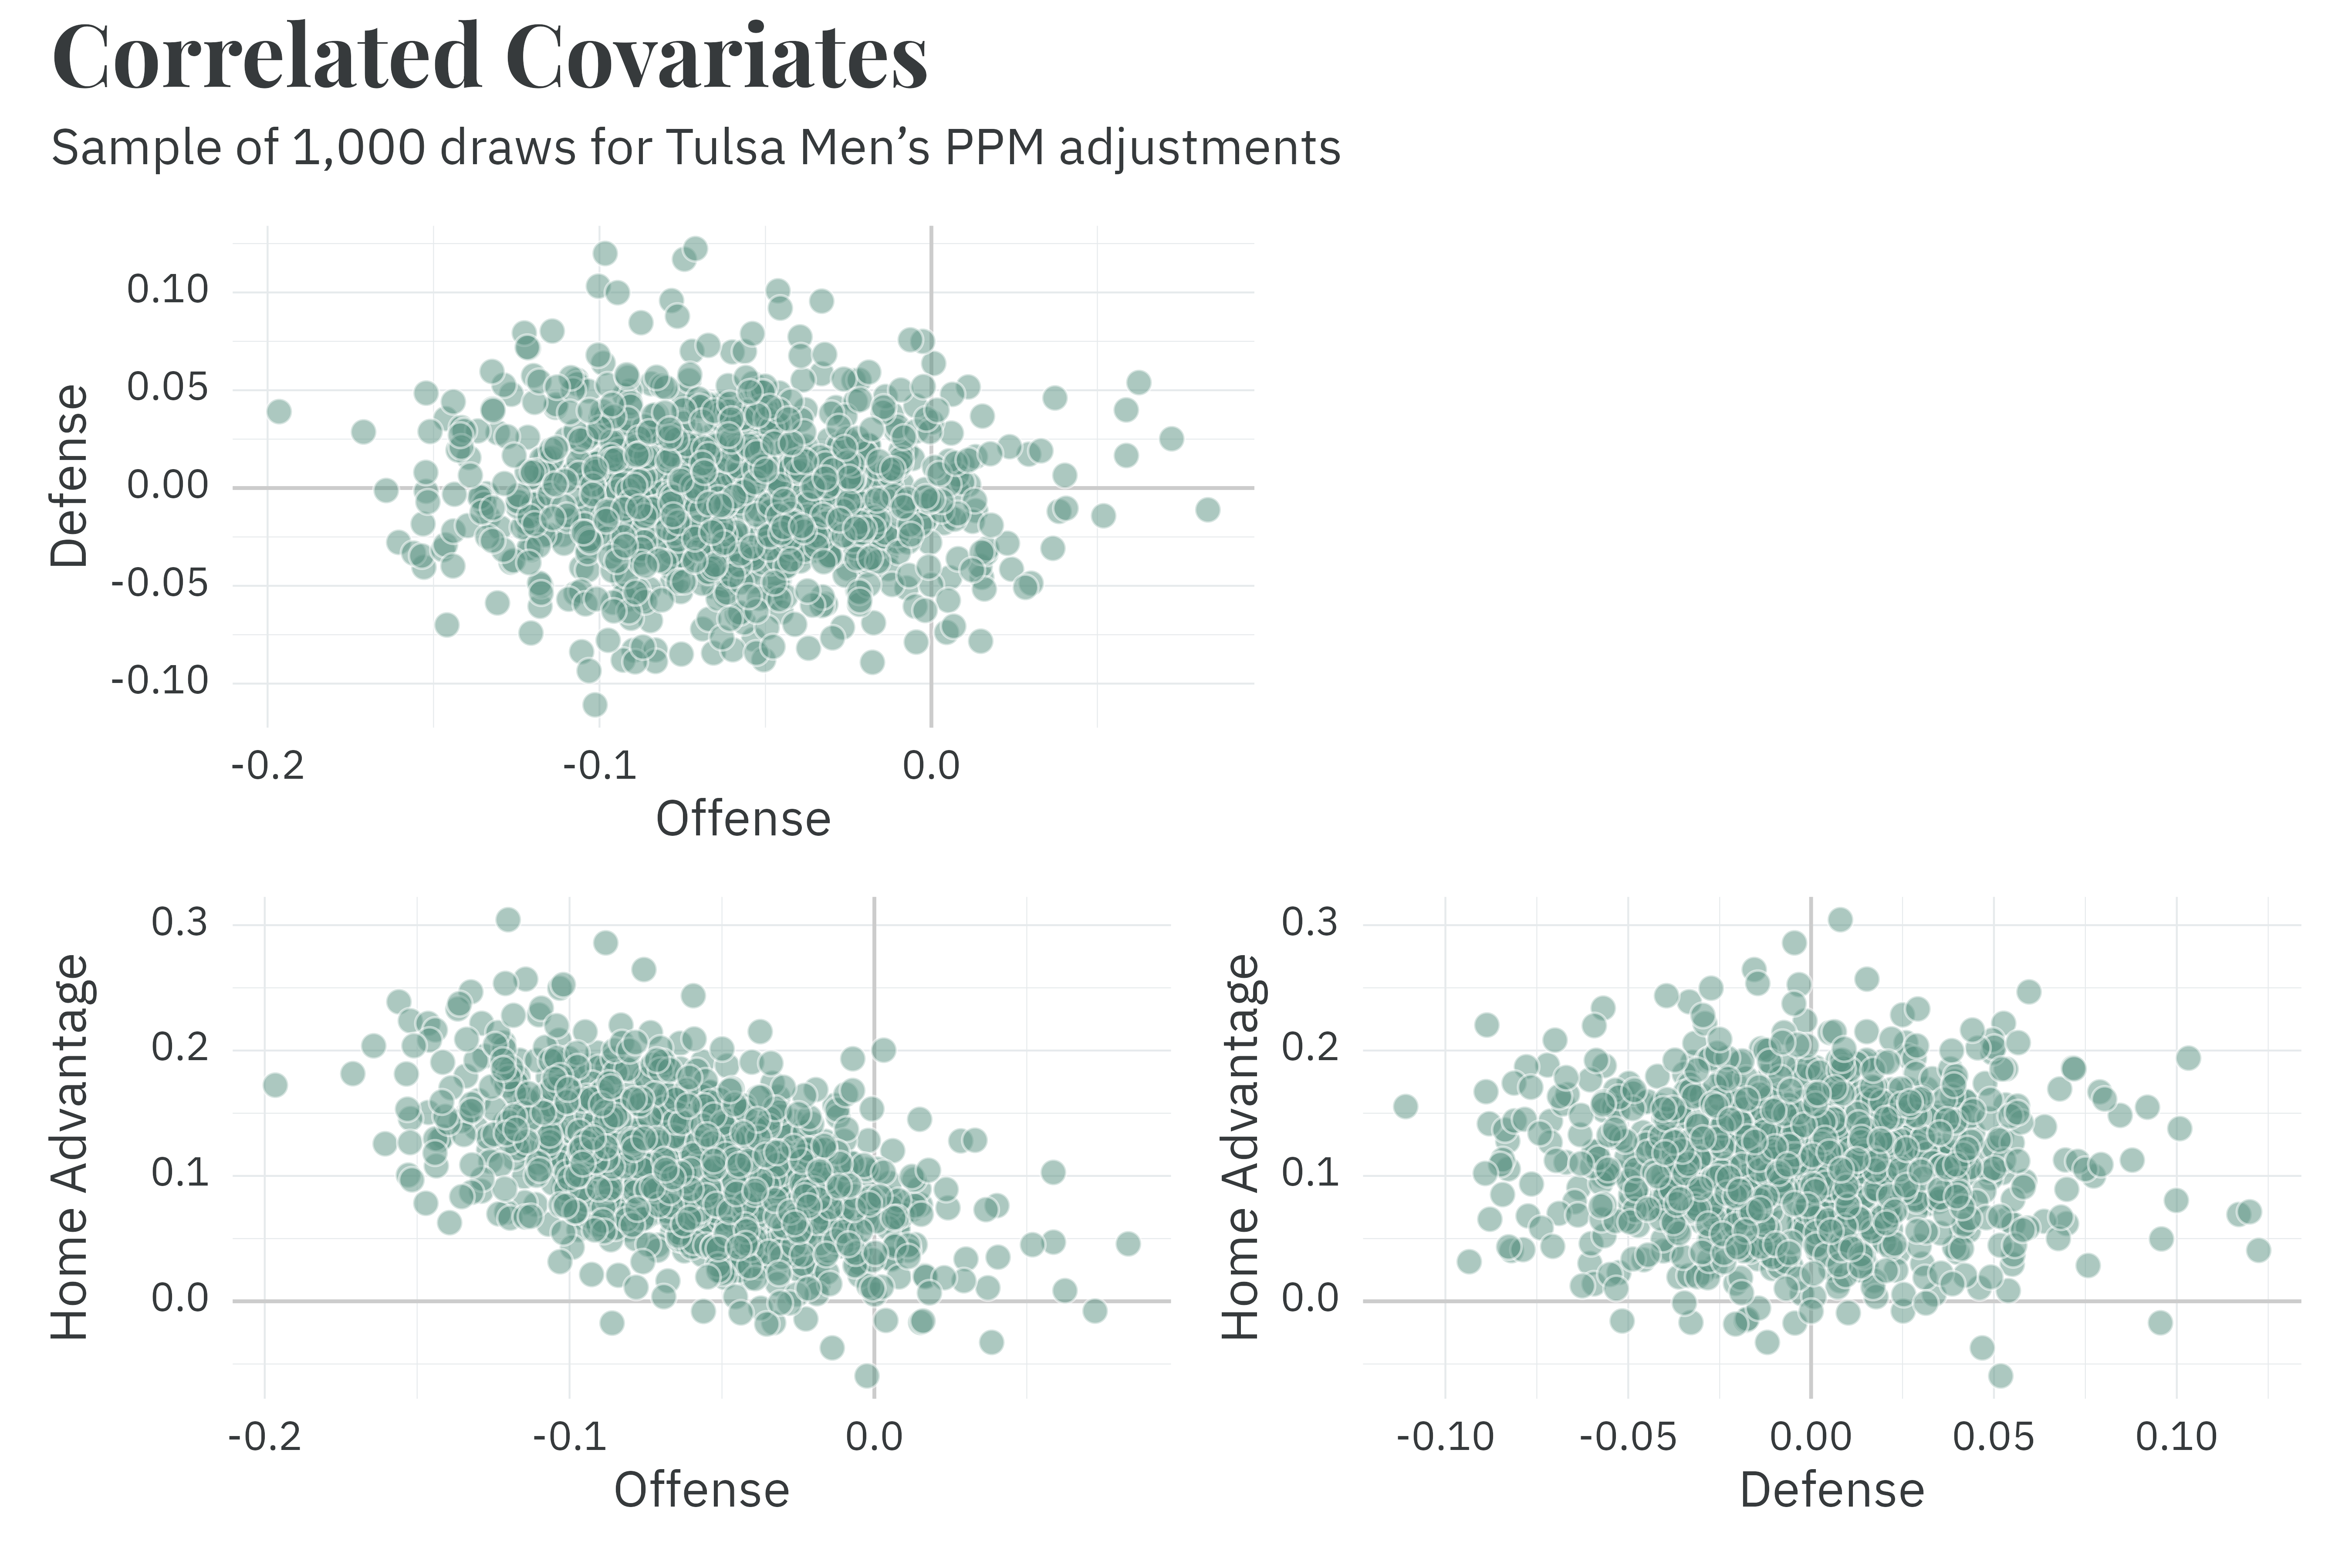 Correlated Covariates
Sample of 1,000 draws for Tulsa Men’s PPM adjustments
Defense
0.10
0.05
0.00
-0.05
-0.10
-0.2 -0.1 0.0
Offense
Home Advantage
0.3
0.2
0.1
0.0
-0.2 -0.1 0.0
Offense
Home Advantage
0.3
0.2
0.1
0.0
-0.10 -0.05 0.00 0.05 0.10
Defense